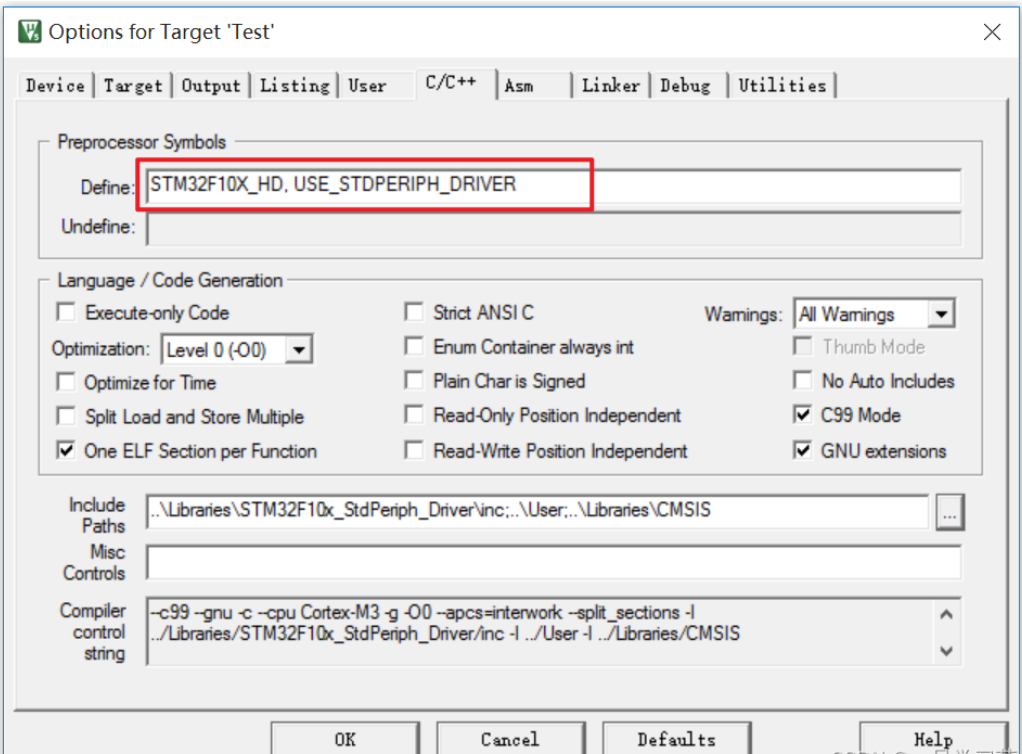 Options for Target 'Test'
Device Target Output Listing User C/C++ Asm Linker Debug Utilities
Preprocessor Symbols
Define: STM32F10X_HD, USE_STDPERIPH_DRIVER
Undefine:
Language / Code Generation
Execute-only Code
Strict ANSI C
Warnings: All Warnings
Optimization: Level 0 (-O0)
Enum Container always int
Thumb Mode
Optimize for Time
Plain Char is Signed
No Auto Includes
Split Load and Store Multiple
Read-Only Position Independent
C99 Mode
One ELF Section per Function
Read-Write Position Independent
GNU extensions
Include Paths
..\Libraries\STM32F10x_StdPeriph_Driver\inc;..\User;..\Libraries\CMSIS
...
Misc Controls
Compiler control string
--c99 --gnu -c --cpu Cortex-M3 -g -O0 --apcs=interwork --split_sections -I
../Libraries/STM32F10x_StdPeriph_Driver/inc -I ../User -I ../Libraries/CMSIS
OK Cancel Defaults Help